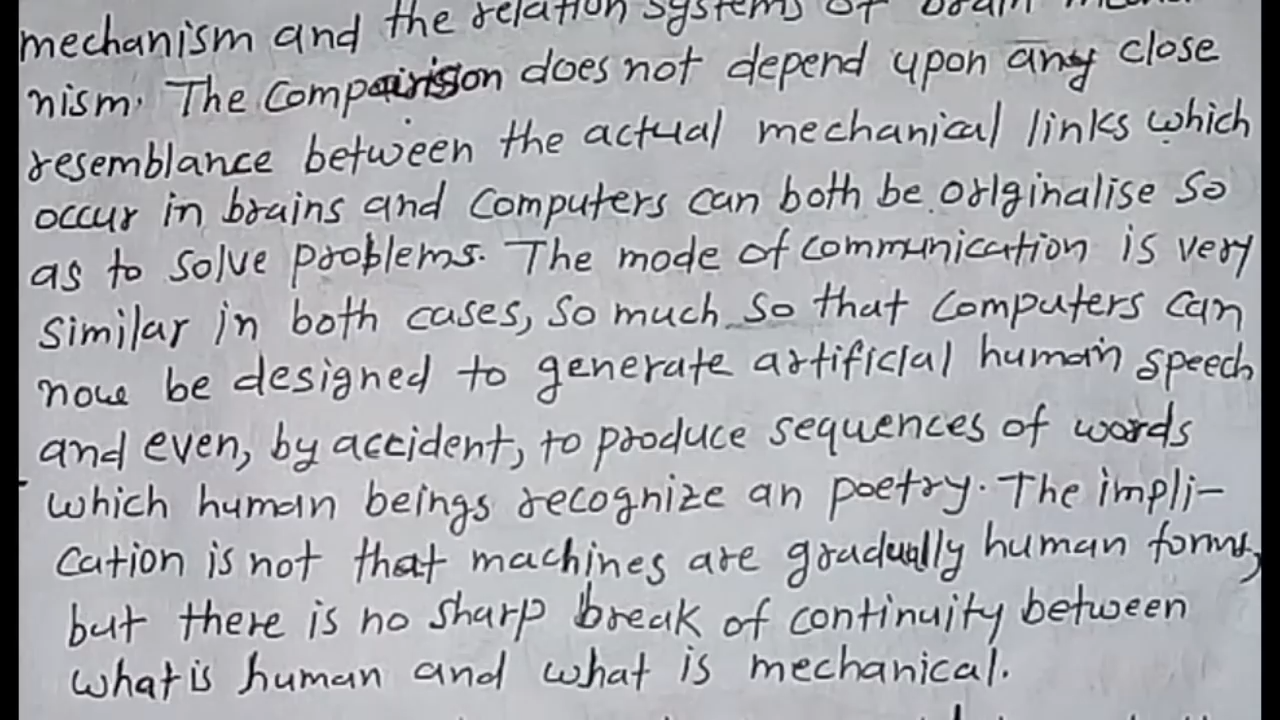 mechanism and the relation systems of brain mecha-
nism. The Compairison does not depend upon any close
resemblance between the actual mechanical links which
occur in brains and computers can both be orlginalise so
as to solve problems. The mode of communication is very
similar in both cases, so much so that computers can
now be designed to generate artificial human speech
and even, by accident, to produce sequences of words
which human beings recognize an poetry. The impli-
cation is not that machines are gradually human forms,
but there is no sharp break of continuity between
what is human and what is mechanical.